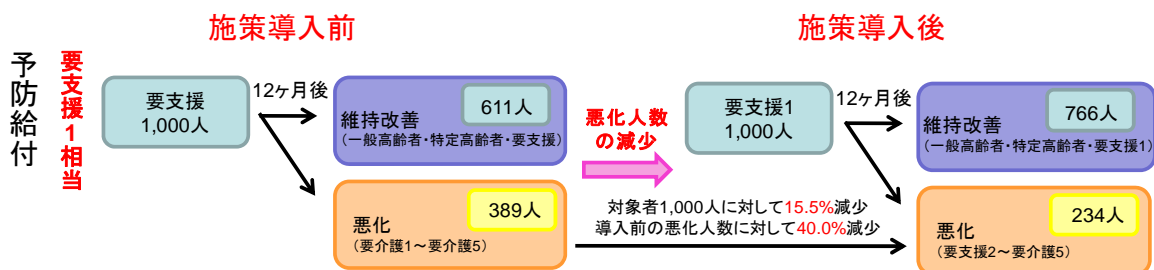 施策導入前
施策導入後
予防給付
要支援1相当
要支援
1,000人
12ヶ月後
611人
維持改善
(一般高齢者・特定高齢者・要支援)
389人
悪化
(要介護1～要介護5)
悪化人数
の減少
対象者1,000人に対して15.5%減少
導入前の悪化人数に対して40.0%減少
要支援1
1,000人
12ヶ月後
766人
維持改善
(一般高齢者・特定高齢者・要支援1)
234人
悪化
(要支援2～要介護5)